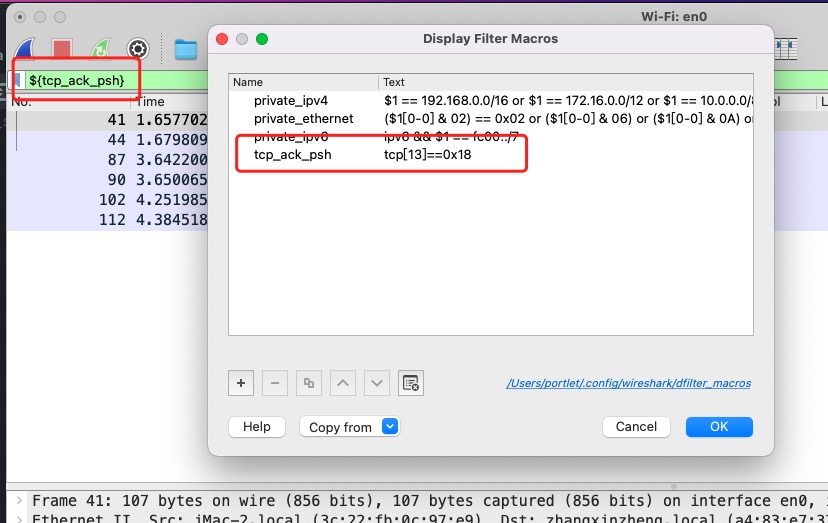 Wi-Fi: en0
Display Filter Macros
${tcp_ack_psh}
Name Text
No. Time
private_ipv4 $1 == 192.168.0.0/16 or $1 == 172.16.0.0/12 or $1 == 10.0.0.0/
private_ethernet ($1[0-0] & 02) == 0x02 or ($1[0-0] & 06) or ($1[0-0] & 0A) or
private_ipv6 ipv6 && $1 == fc00::/7
tcp_ack_psh tcp[13]==0x18
41 1.657702
44 1.679809
87 3.642200
90 3.650065
102 4.251985
112 4.384518
/Users/portlet/.config/wireshark/dfilter_macros
Help Copy from Cancel OK
Frame 41: 107 bytes on wire (856 bits), 107 bytes captured (856 bits) on interface en0,
Ethernet II, Src: iMac-2.local (3c:22:fb:0c:97:e9), Dst: zhangxinzheng.local (a4:83:e7:3